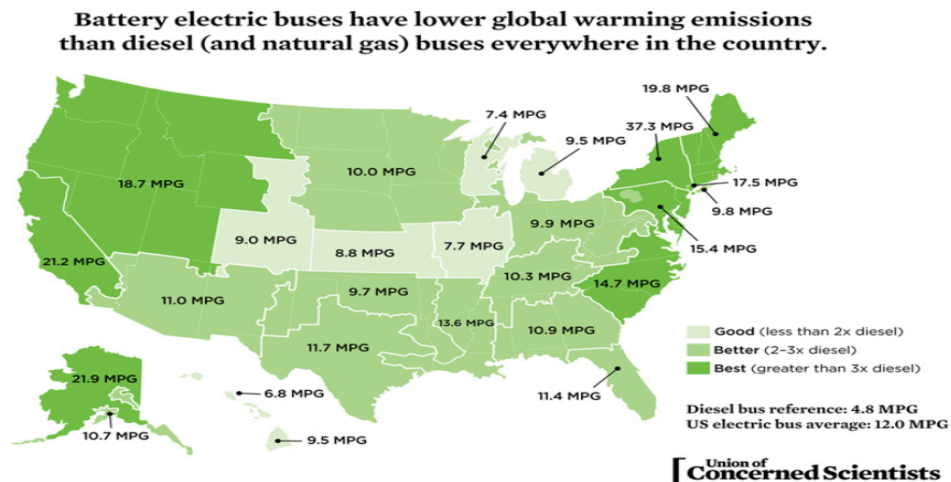 Battery electric buses have lower global warming emissions
than diesel (and natural gas) buses everywhere in the country.
19.8 MPG
7.4 MPG
37.3 MPG
9.5 MPG
10.0 MPG
18.7 MPG
17.5 MPG
9.8 MPG
9.9 MPG
9.0 MPG
7.7 MPG
15.4 MPG
8.8 MPG
21.2 MPG
10.3 MPG
14.7 MPG
9.7 MPG
11.0 MPG
13.6 MPG
10.9 MPG
11.7 MPG
Good (less than 2x diesel)
Better (2–3x diesel)
Best (greater than 3x diesel)
21.9 MPG
6.8 MPG
11.4 MPG
10.7 MPG
9.5 MPG
Diesel bus reference: 4.8 MPG
US electric bus average: 12.0 MPG
Union of
Concerned Scientists